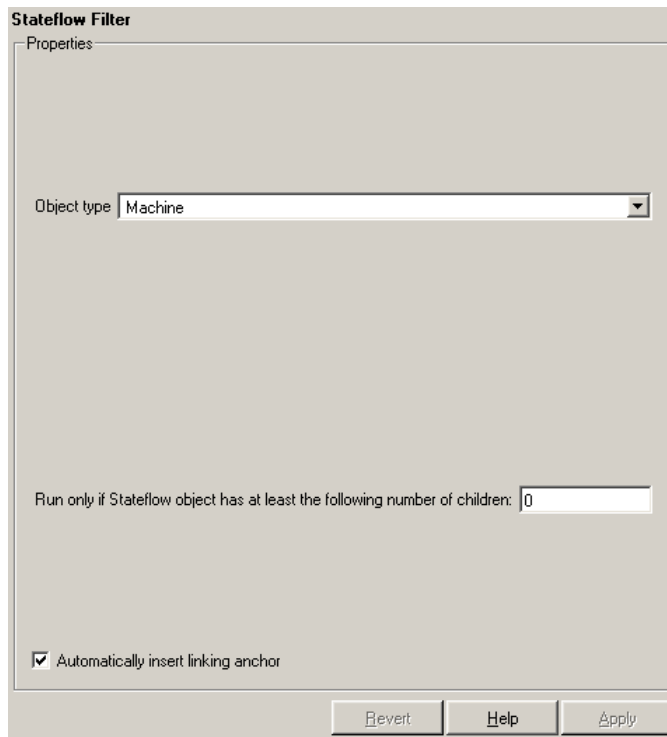 Stateflow Filter
Properties
Object type Machine
Run only if Stateflow object has at least the following number of children: 0
Automatically insert linking anchor
Revert Help Apply